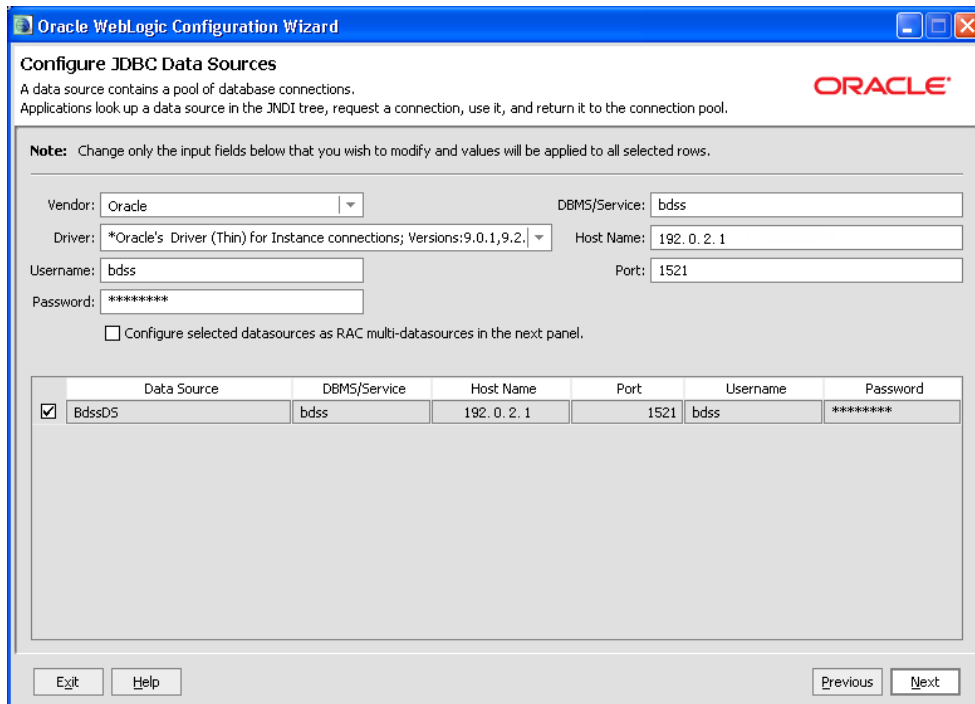 Oracle WebLogic Configuration Wizard
Configure JDBC Data Sources
A data source contains a pool of database connections.
Applications look up a data source in the JNDI tree, request a connection, use it, and return it to the connection pool.
ORACLE
Note: Change only the input fields below that you wish to modify and values will be applied to all selected rows.
Vendor: Oracle
DBMS/Service: bdss
Driver: *Oracle's Driver (Thin) for Instance connections; Versions:9.0.1,9.2.
Host Name: 192.0.2.1
Username: bdss
Port: 1521
Password: ********
Configure selected datasources as RAC multi-datasources in the next panel.
Data Source DBMS/Service Host Name Port Username Password
BdssDS bdss 192.0.2.1 1521 bdss ********
Exit Help Previous Next